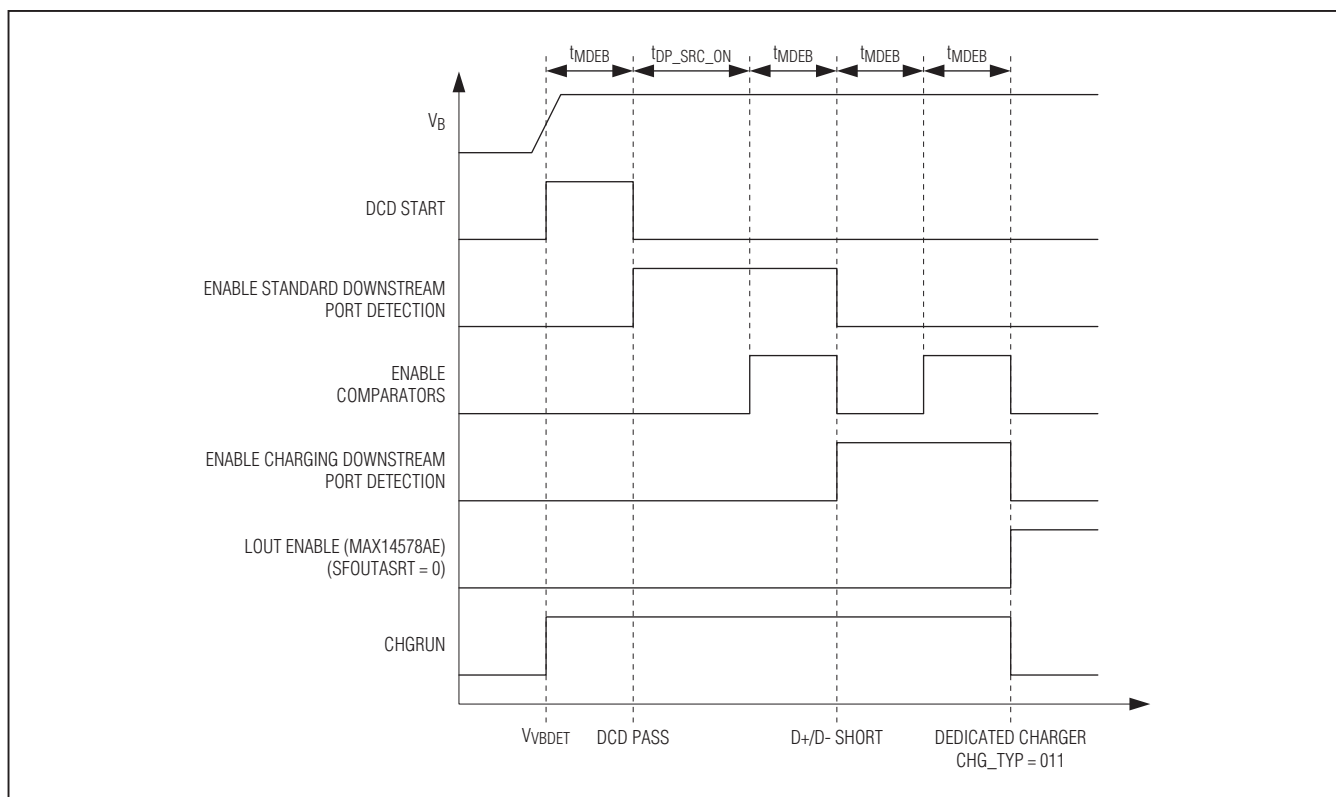 tMDEB
tDP_SRC_ON
tMDEB
tMDEB
tMDEB
VB
DCD START
ENABLE STANDARD DOWNSTREAM
PORT DETECTION
ENABLE
COMPARATORS
ENABLE CHARGING DOWNSTREAM
PORT DETECTION
LOUT ENABLE (MAX14578AE)
(SFOUTASRT = 0)
CHGRUN
VVBDET
DCD PASS
D+/D- SHORT
DEDICATED CHARGER
CHG_TYP = 011